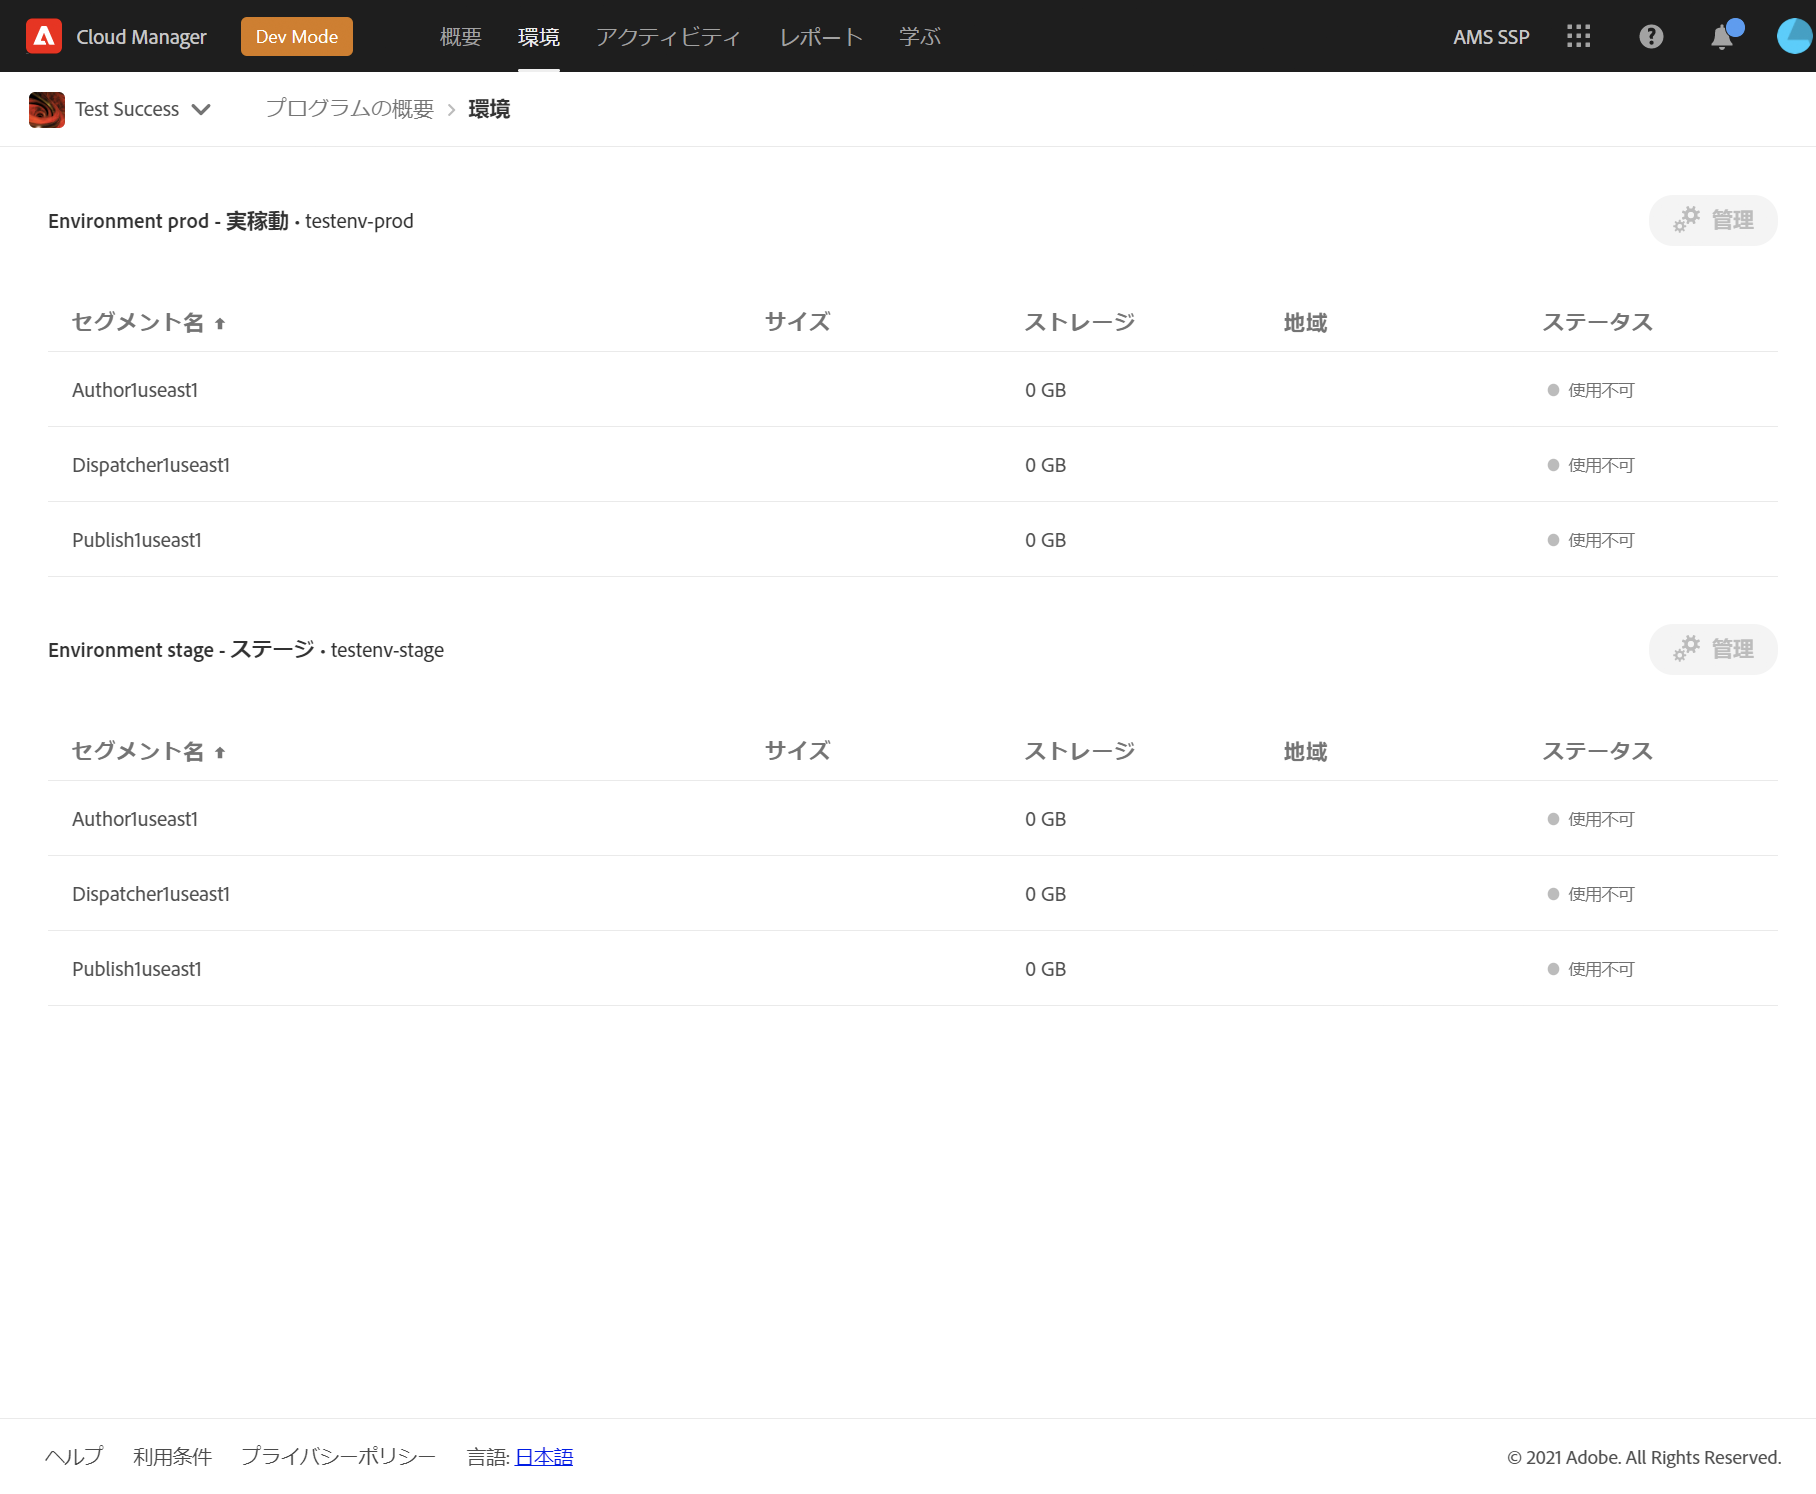 Cloud Manager Dev Mode 概要 環境 アクティビティ レポート 学ぶ AMS SSP
Test Success プログラムの概要 › 環境
Environment prod - 実稼動 • testenv-prod 管理
セグメント名 サイズ ストレージ 地域 ステータス
Author1useast1 0 GB 使用不可
Dispatcher1useast1 0 GB 使用不可
Publish1useast1 0 GB 使用不可
Environment stage - ステージ • testenv-stage 管理
セグメント名 サイズ ストレージ 地域 ステータス
Author1useast1 0 GB 使用不可
Dispatcher1useast1 0 GB 使用不可
Publish1useast1 0 GB 使用不可
ヘルプ 利用条件 プライバシーポリシー 言語: 日本語 © 2021 Adobe. All Rights Reserved.